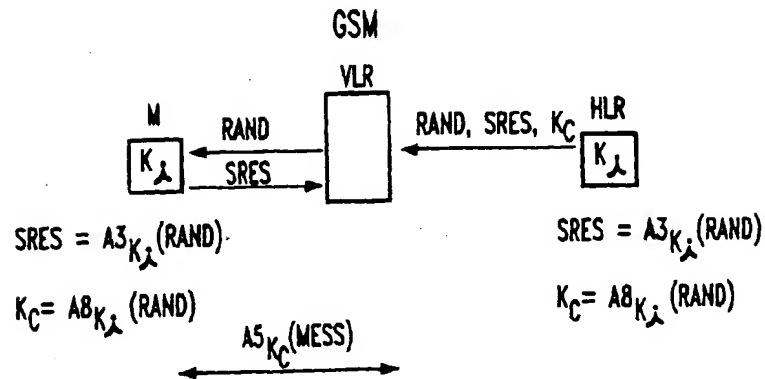 GSM
VLR
M
HLR
RAND
RAND, SRES, K_C
K_i
K_i
SRES
SRES = A3_{K_i}(RAND)
SRES = A3_{K_i}(RAND)
K_C = A8_{K_i} (RAND)
K_C = A8_{K_i} (RAND)
A5_{K_C}(MESS)